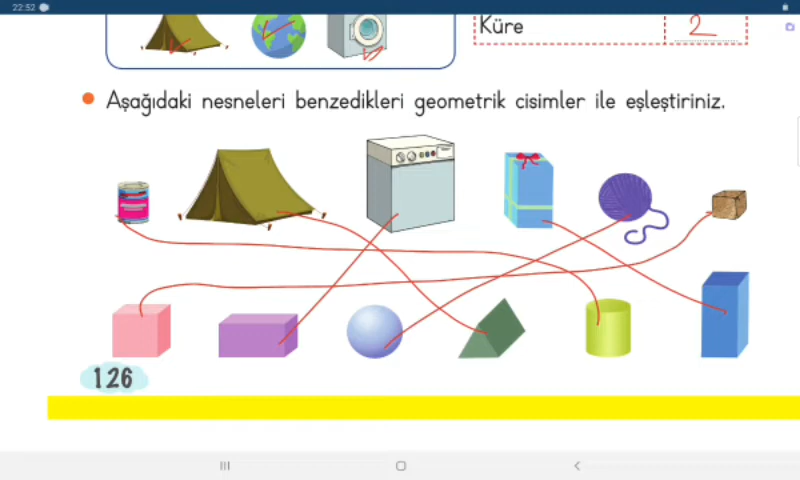 22:52
Küre 2
Aşağıdaki nesneleri benzedikleri geometrik cisimler ile eşleştiriniz.
126